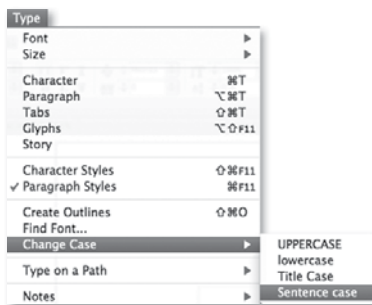 Type
Font
Size
Character ⌘T
Paragraph ⌥⌘T
Tabs ⇧⌘T
Glyphs ⌥⇧F11
Story
Character Styles ⇧⌘F11
✓ Paragraph Styles ⌘F11
Create Outlines ⇧⌘O
Find Font...
Change Case
UPPERCASE
lowercase
Title Case
Sentence case
Type on a Path
Notes